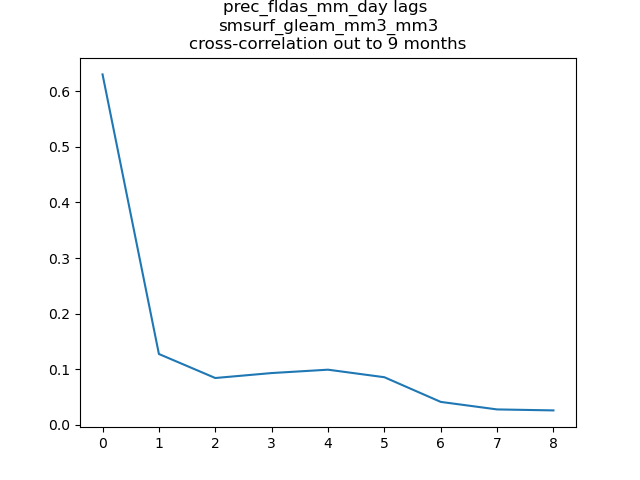 prec_fldas_mm_day lags
smsurf_gleam_mm3_mm3
cross-correlation out to 9 months
0.6
0.5
0.4
0.3
0.2
0.1
0.0
0 1 2 3 4 5 6 7 8